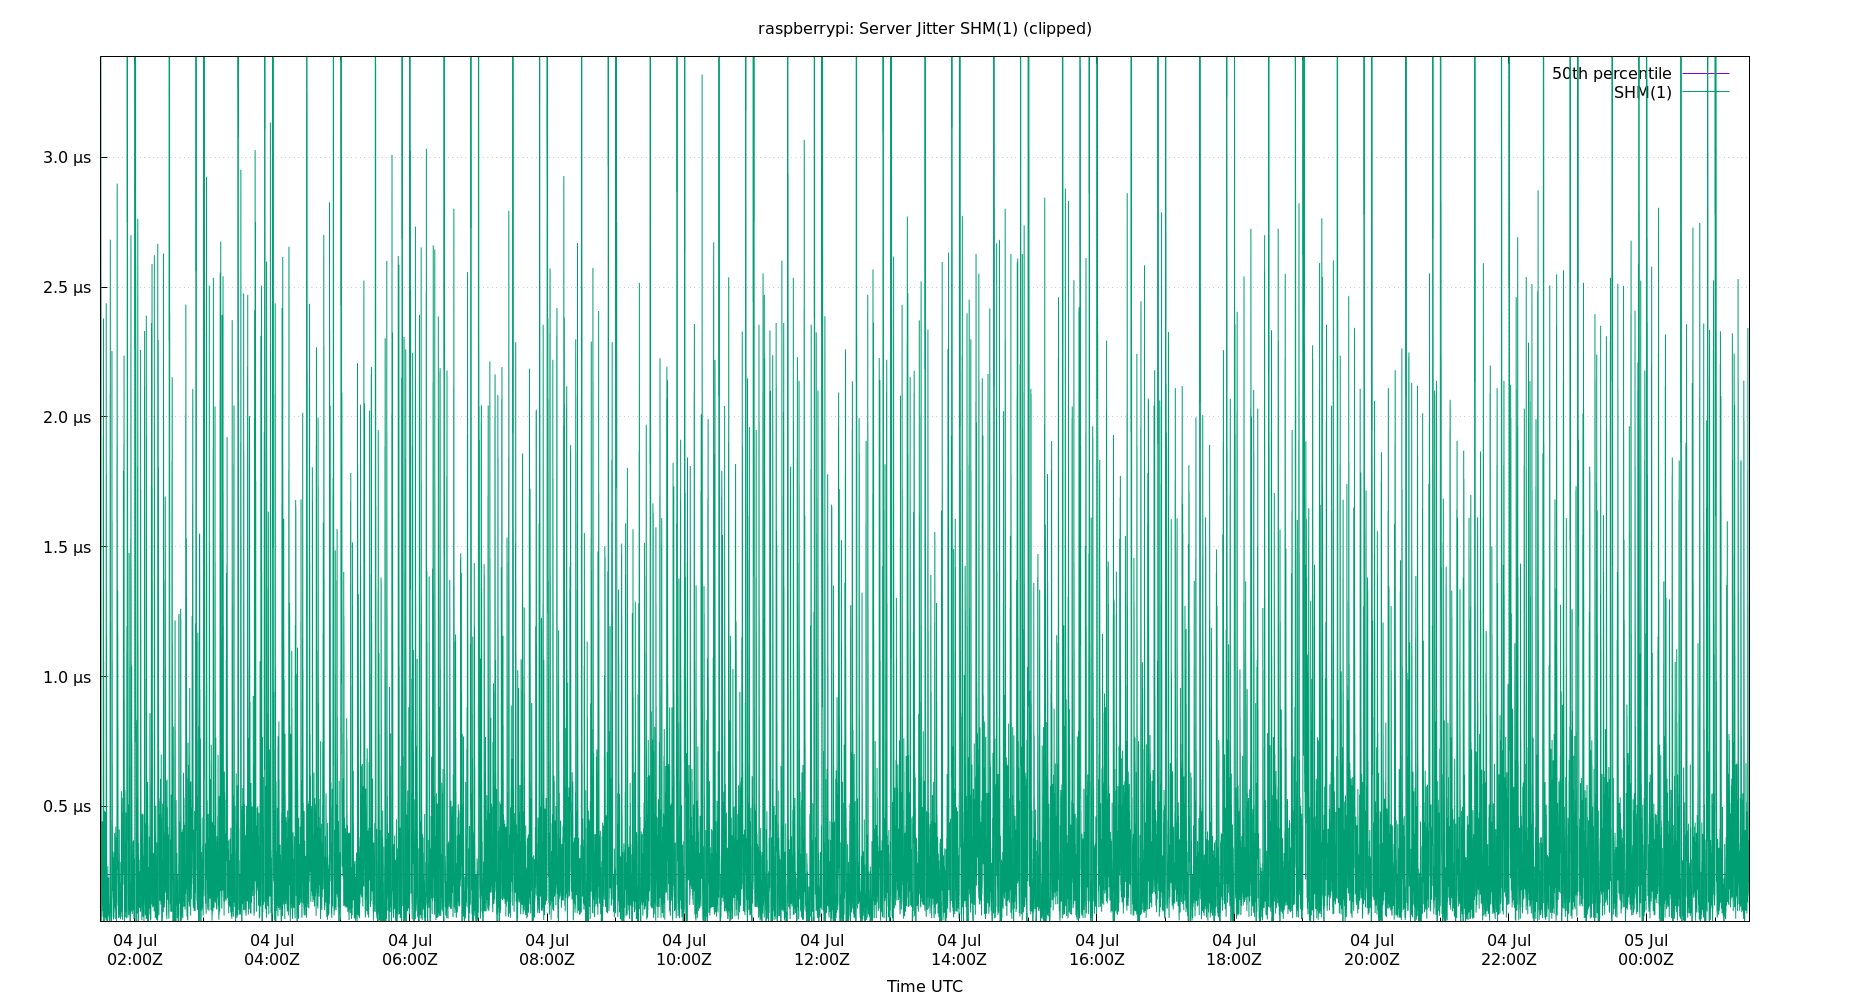 raspberrypi: Server Jitter SHM(1) (clipped)
50th percentile
SHM(1)
3.0 μs
2.5 μs
2.0 μs
1.5 μs
1.0 μs
0.5 μs
04 Jul 04 Jul 04 Jul 04 Jul 04 Jul 04 Jul 04 Jul 04 Jul 04 Jul 04 Jul 04 Jul 05 Jul
02:00Z 04:00Z 06:00Z 08:00Z 10:00Z 12:00Z 14:00Z 16:00Z 18:00Z 20:00Z 22:00Z 00:00Z
Time UTC